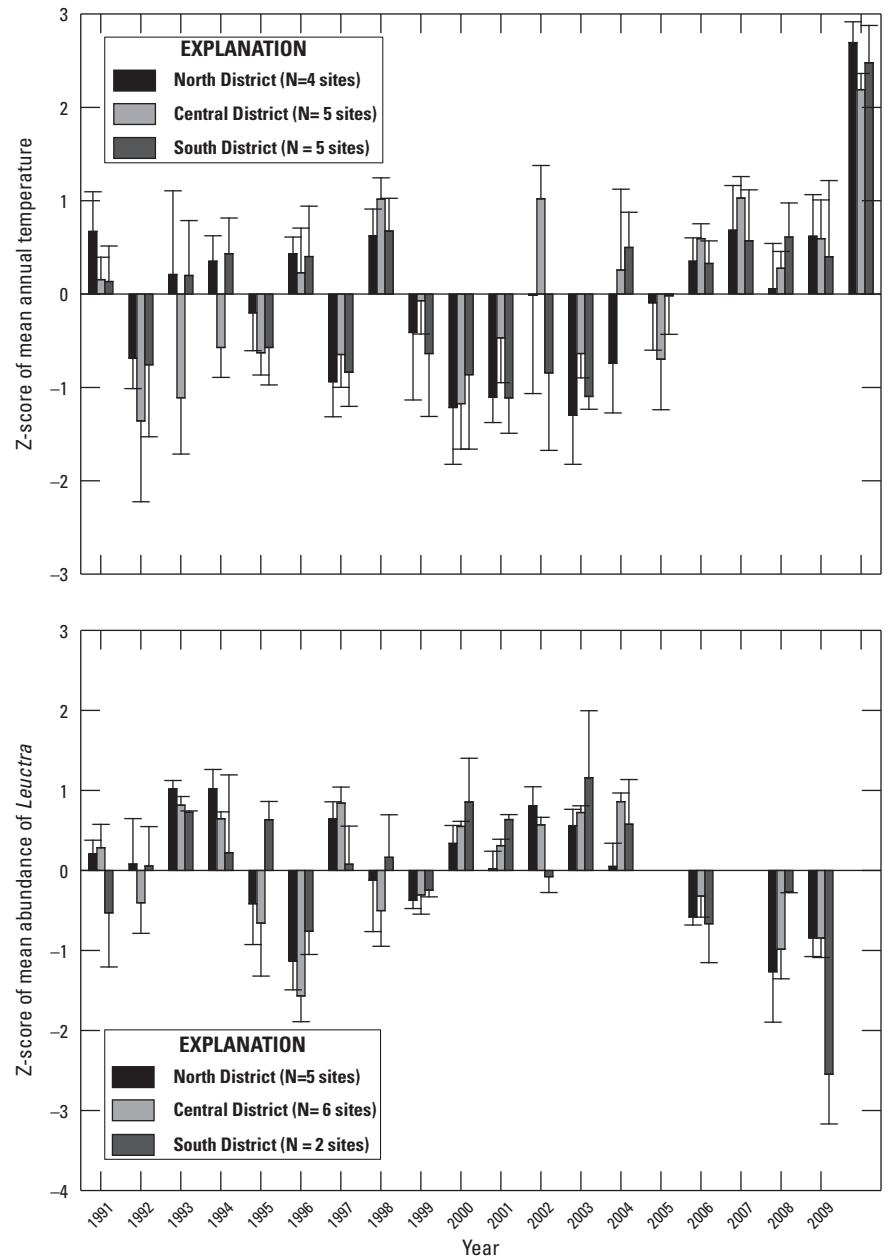 Z-score of mean annual temperature
3
2
1
0
–1
–2
–3
EXPLANATION
North District (N=4 sites)
Central District (N= 5 sites)
South District (N = 5 sites)
Z-score of mean abundance of Leuctra
3
2
1
0
–1
–2
–3
–4
EXPLANATION
North District (N=5 sites)
Central District (N= 6 sites)
South District (N = 2 sites)
1991 1992 1993 1994 1995 1996 1997 1998 1999 2000 2001 2002 2003 2004 2005 2006 2007 2008 2009
Year